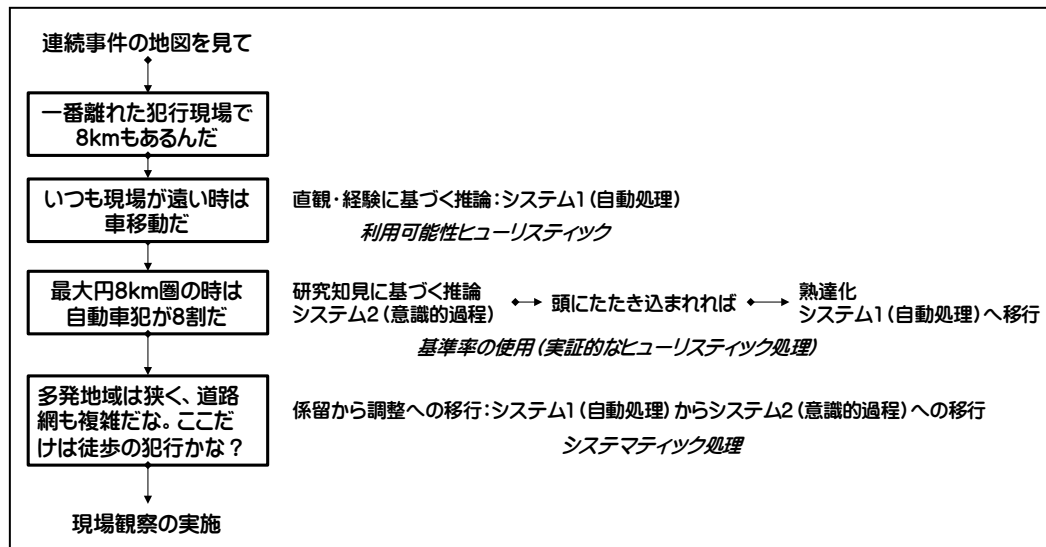 連続事件の地図を見て
一番離れた犯行現場で
8kmもあるんだ
いつも現場が遠い時は
車移動だ
直観・経験に基づく推論：システム1（自動処理）
利用可能性ヒューリスティック
最大円8km圏の時は
自動車犯が8割だ
研究知見に基づく推論
システム2（意識的過程）
頭にたたき込まれれば
熟達化
システム1（自動処理）へ移行
基準率の使用（実証的なヒューリスティック処理）
多発地域は狭く、道路
網も複雑だな。ここだ
けは徒歩の犯行かな？
係留から調整への移行：システム1（自動処理）からシステム2（意識的過程）への移行
システマティック処理
現場観察の実施